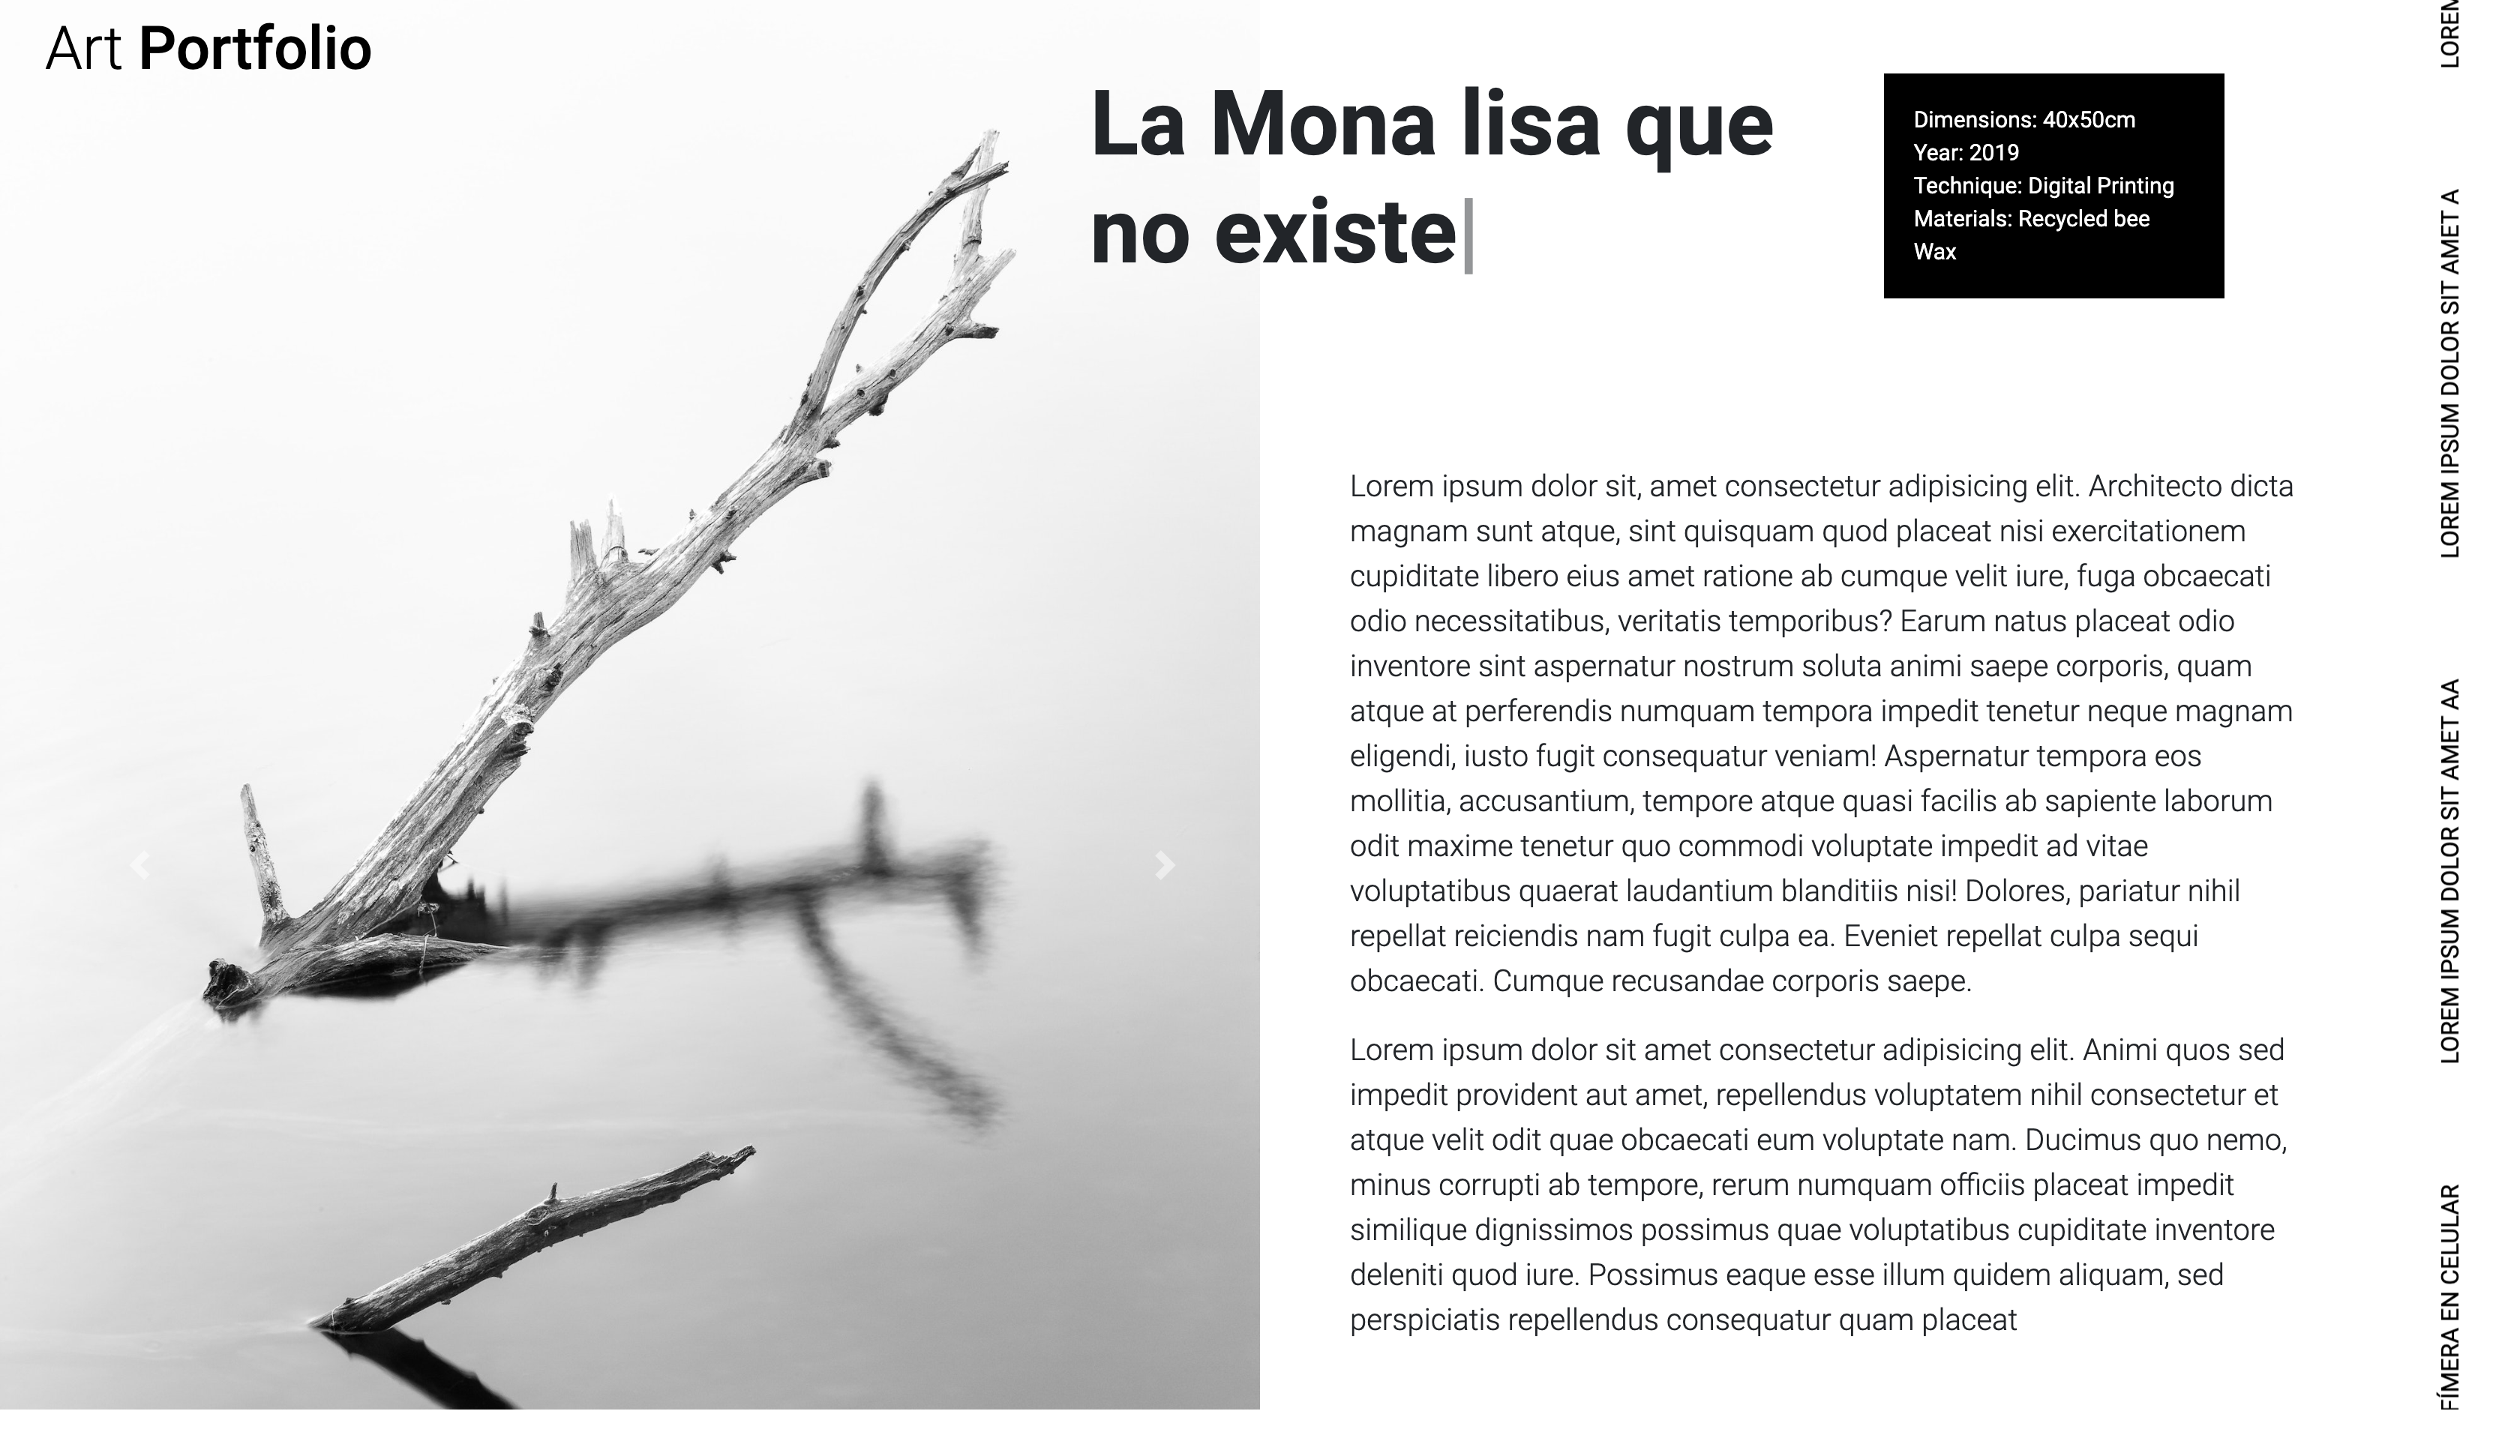 Art Portfolio
La Mona lisa que
no existe
Dimensions: 40x50cm
Year: 2019
Technique: Digital Printing
Materials: Recycled bee
Wax
Lorem ipsum dolor sit, amet consectetur adipisicing elit. Architecto dicta
magnam sunt atque, sint quisquam quod placeat nisi exercitationem
cupiditate libero eius amet ratione ab cumque velit iure, fuga obcaecati
odio necessitatibus, veritatis temporibus? Earum natus placeat odio
inventore sint aspernatur nostrum soluta animi saepe corporis, quam
atque at perferendis numquam tempora impedit tenetur neque magnam
eligendi, iusto fugit consequatur veniam! Aspernatur tempora eos
mollitia, accusantium, tempore atque quasi facilis ab sapiente laborum
odit maxime tenetur quo commodi voluptate impedit ad vitae
voluptatibus quaerat laudantium blanditiis nisi! Dolores, pariatur nihil
repellat reiciendis nam fugit culpa ea. Eveniet repellat culpa sequi
obcaecati. Cumque recusandae corporis saepe.
Lorem ipsum dolor sit amet consectetur adipisicing elit. Animi quos sed
impedit provident aut amet, repellendus voluptatem nihil consectetur et
atque velit odit quae obcaecati eum voluptate nam. Ducimus quo nemo,
minus corrupti ab tempore, rerum numquam officiis placeat impedit
similique dignissimos possimus quae voluptatibus cupiditate inventore
deleniti quod iure. Possimus eaque esse illum quidem aliquam, sed
perspiciatis repellendus consequatur quam placeat
FÍMERA EN CELULAR
LOREM IPSUM DOLOR SIT AMET AA
LOREM IPSUM DOLOR SIT AMET A
LOREM